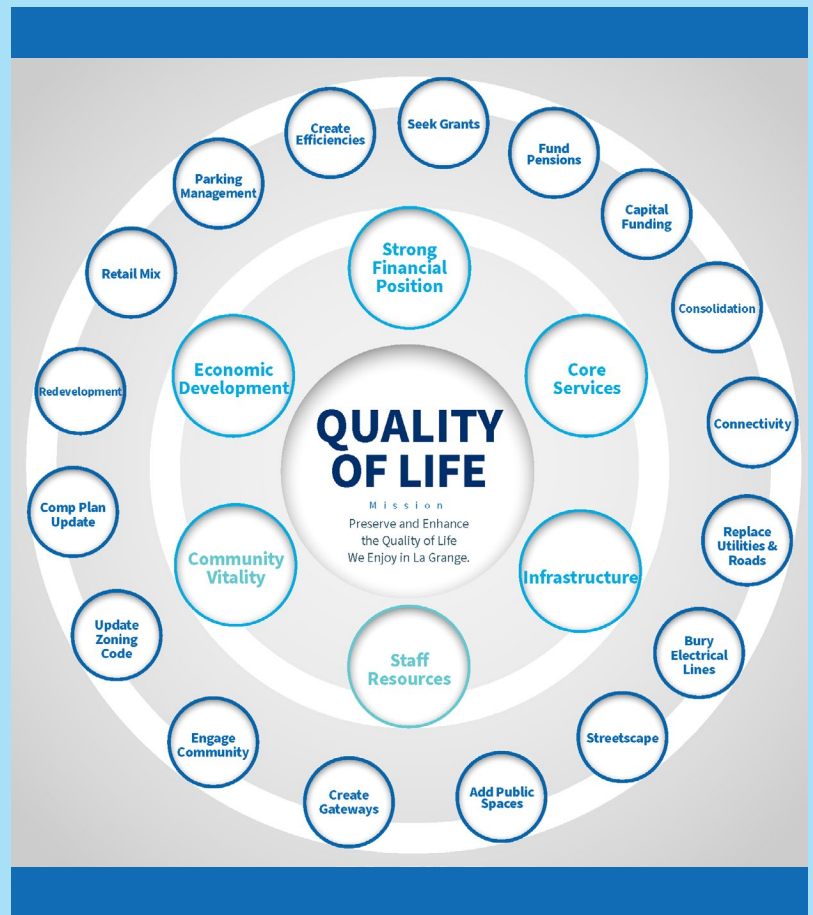 Create
Efficiencies
Seek Grants
Fund
Pensions
Parking
Management
Capital
Funding
Retail Mix
Strong
Financial
Position
Consolidation
Redevelopment
Economic
Development
Core
Services
Connectivity
QUALITY
OF LIFE
Mission
Preserve and Enhance
the Quality of Life
We Enjoy in La Grange.
Comp Plan
Update
Community
Vitality
Infrastructure
Replace
Utilities &
Roads
Update
Zoning
Code
Staff
Resources
Bury
Electrical
Lines
Engage
Community
Streetscape
Create
Gateways
Add Public
Spaces